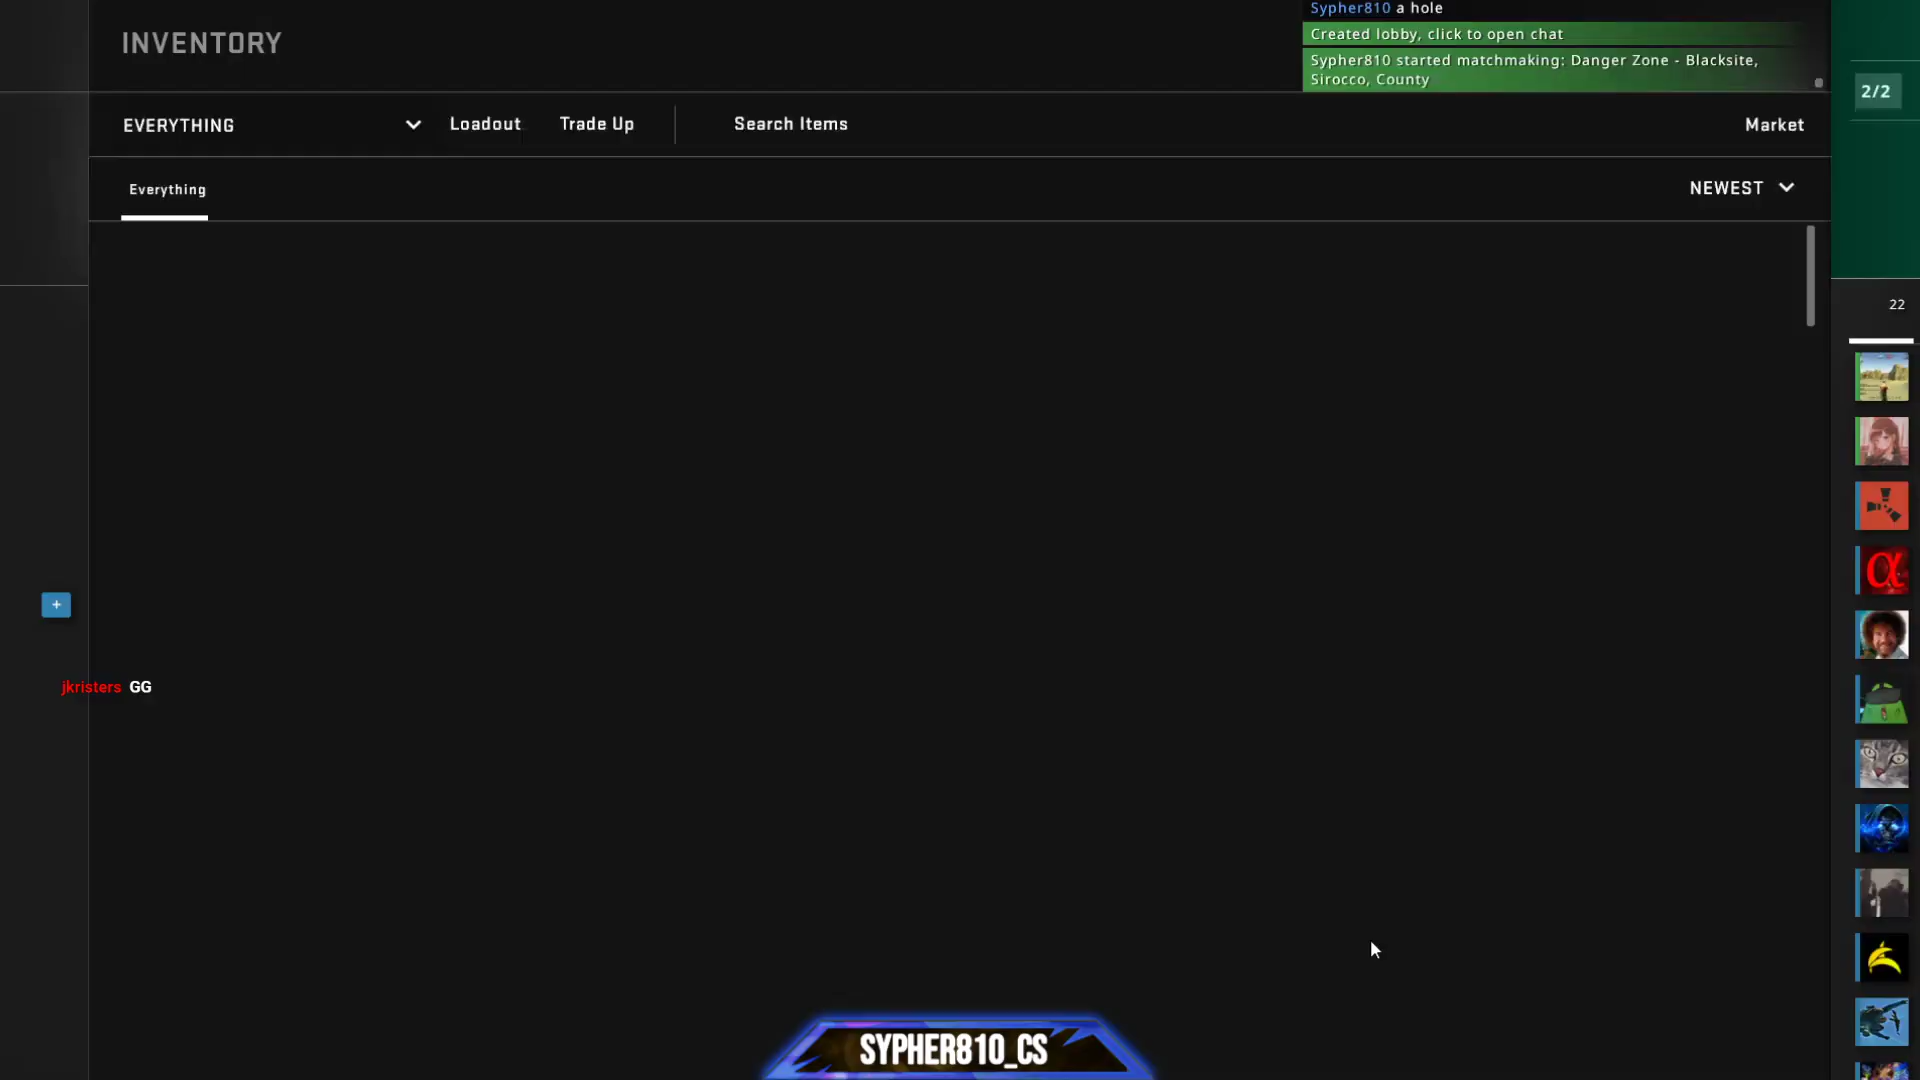 INVENTORY
Sypher810 a hole
Created lobby, click to open chat
Sypher810 started matchmaking: Danger Zone - Blacksite,
Sirocco, County
2/2
EVERYTHING
Loadout
Trade Up
Search Items
Market
Everything
NEWEST
22
α
+
jkristers GG
SYPHER810_CS